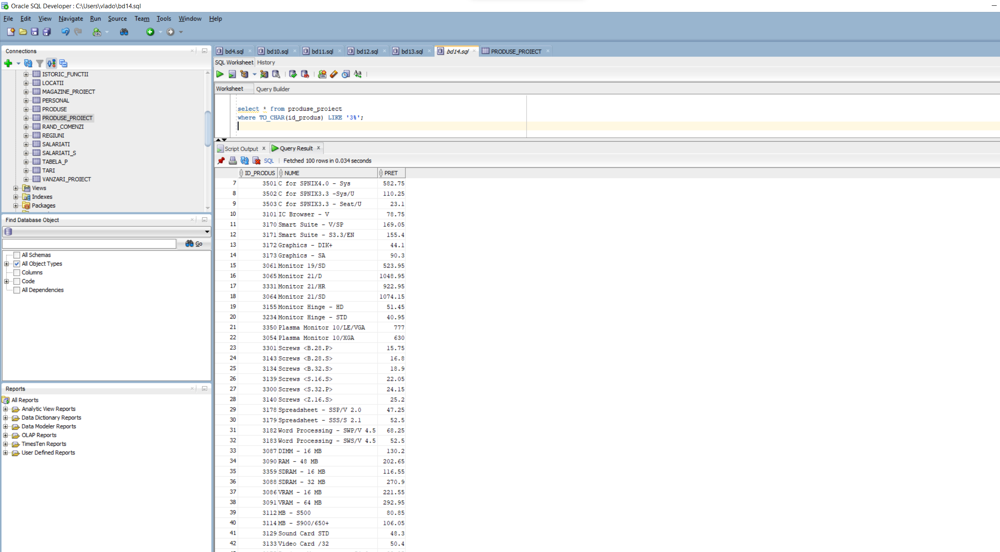 Oracle SQL Developer : C:\Users\vlado\bd14.sql
File Edit View Navigate Run Source Team Tools Window Help
Connections
ISTORIC_FUNCTII
LOCATII
MAGAZINE_PROIECT
PERSONAL
PRODUSE
PRODUSE_PROIECT
RAND_COMENZI
REGIUNI
SALARIATI
SALARIATI_S
TABELA_P
TARI
VANZARI_PROIECT
Views
Indexes
Packages
Find Database Object
Go
All Schemas
All Object Types
Columns
Code
All Dependencies
Reports
All Reports
Analytic View Reports
Data Dictionary Reports
Data Modeler Reports
OLAP Reports
TimesTen Reports
User Defined Reports
bd4.sql bd10.sql bd11.sql bd12.sql bd13.sql bd14.sql PRODUSE_PROIECT
SQL Worksheet History
Worksheet Query Builder
select * from produse_proiect
where TO_CHAR(id_produs) LIKE '3%';
Script Output x Query Result x
SQL | Fetched 100 rows in 0.034 seconds
ID_PRODUS NUME PRET
7 3501 C for SPNIX4.0 - Sys 582.75
8 3502 C for SPNIX3.3 -Sys/U 110.25
9 3503 C for SPNIX3.3 - Seat/U 23.1
10 3101 IC Browser - V 78.75
11 3170 Smart Suite - V/SP 169.05
12 3171 Smart Suite - S3.3/EN 155.4
13 3172 Graphics - DIK+ 44.1
14 3173 Graphics - SA 90.3
15 3061 Monitor 19/SD 523.95
16 3065 Monitor 21/D 1048.95
17 3331 Monitor 21/HR 922.95
18 3064 Monitor 21/SD 1074.15
19 3155 Monitor Hinge - HD 51.45
20 3234 Monitor Hinge - STD 40.95
21 3350 Plasma Monitor 10/LE/VGA 777
22 3054 Plasma Monitor 10/XGA 630
23 3301 Screws <B.28.P> 15.75
24 3143 Screws <B.28.S> 16.8
25 3134 Screws <B.32.S> 18.9
26 3139 Screws <S.16.S> 22.05
27 3300 Screws <S.32.P> 24.15
28 3140 Screws <Z.16.S> 25.2
29 3178 Spreadsheet - SSP/V 2.0 47.25
30 3179 Spreadsheet - SSS/S 2.1 52.5
31 3182 Word Processing - SWP/V 4.5 68.25
32 3183 Word Processing - SWS/V 4.5 52.5
33 3087 DIMM - 16 MB 130.2
34 3090 RAM - 48 MB 202.65
35 3359 SDRAM - 16 MB 116.55
36 3088 SDRAM - 32 MB 270.9
37 3086 VRAM - 16 MB 221.55
38 3091 VRAM - 64 MB 292.95
39 3112 MB - S500 80.85
40 3114 MB - S900/650+ 106.05
41 3129 Sound Card STD 48.3
42 3133 Video Card /32 50.4